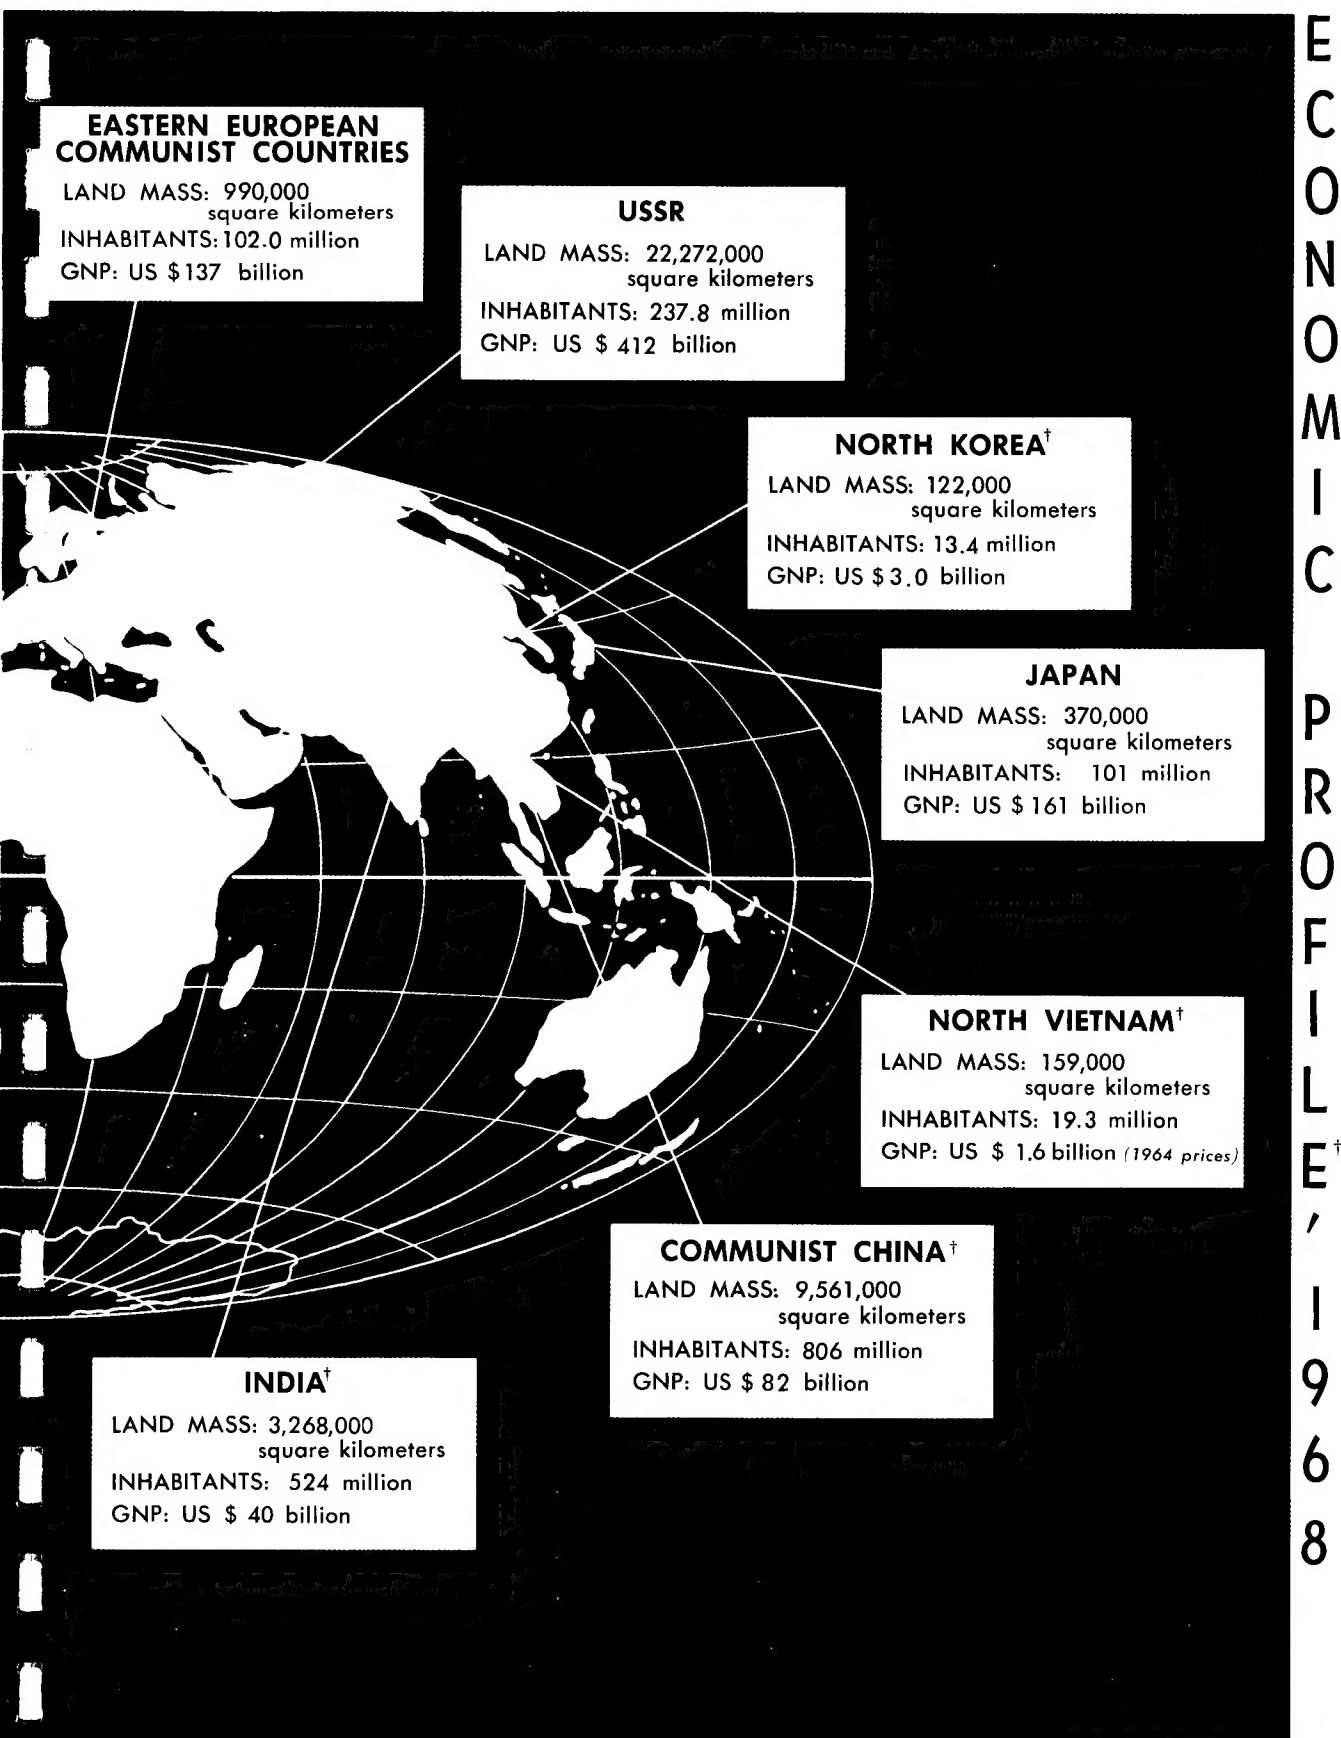 EASTERN EUROPEAN
COMMUNIST COUNTRIES
LAND MASS: 990,000
square kilometers
INHABITANTS: 102.0 million
GNP: US $137 billion
USSR
LAND MASS: 22,272,000
square kilometers
INHABITANTS: 237.8 million
GNP: US $ 412 billion
NORTH KOREA†
LAND MASS: 122,000
square kilometers
INHABITANTS: 13.4 million
GNP: US $3.0 billion
JAPAN
LAND MASS: 370,000
square kilometers
INHABITANTS: 101 million
GNP: US $161 billion
NORTH VIETNAM†
LAND MASS: 159,000
square kilometers
INHABITANTS: 19.3 million
GNP: US $ 1.6 billion (1964 prices)
COMMUNIST CHINA†
LAND MASS: 9,561,000
square kilometers
INHABITANTS: 806 million
GNP: US $ 82 billion
INDIA†
LAND MASS: 3,268,000
square kilometers
INHABITANTS: 524 million
GNP: US $ 40 billion
ECONOMIC PROFILE†, 1968